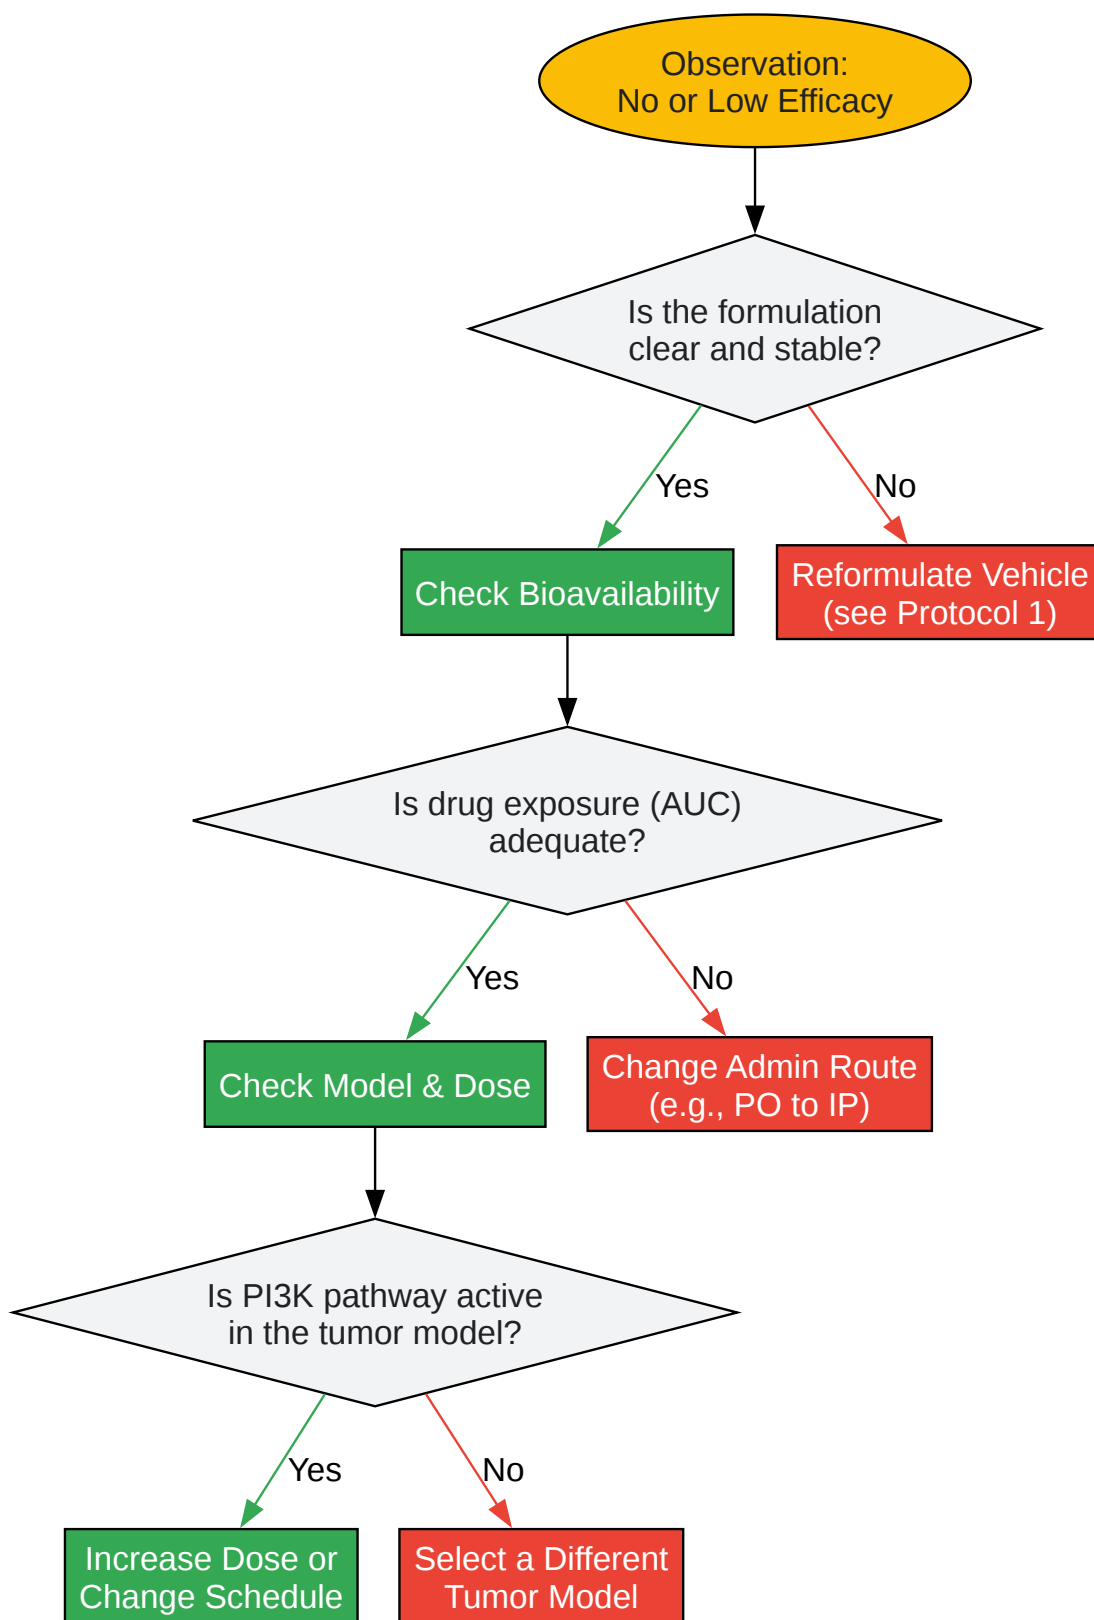 Observation:
No or Low Efficacy
Is the formulation
clear and stable?
Yes
No
Check Bioavailability
Reformulate Vehicle
(see Protocol 1)
Is drug exposure (AUC)
adequate?
Yes
No
Check Model & Dose
Change Admin Route
(e.g., PO to IP)
Is PI3K pathway active
in the tumor model?
Yes
No
Increase Dose or
Change Schedule
Select a Different
Tumor Model